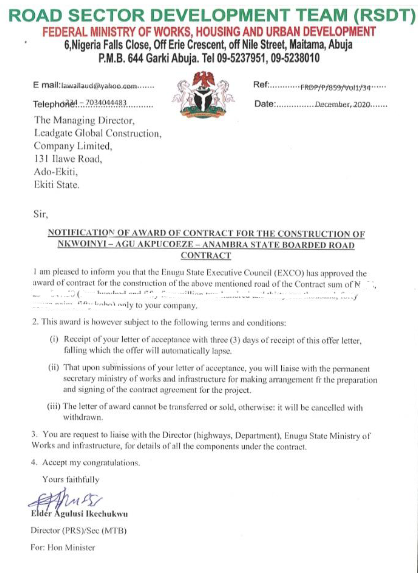 ROAD SECTOR DEVELOPMENT TEAM (RSDT)
FEDERAL MINISTRY OF WORKS, HOUSING AND URBAN DEVELOPMENT
6,Nigeria Falls Close, Off Erie Crescent, off Nile Street, Maitama, Abuja
P.M.B. 644 Garki Abuja. Tel 09-5237951, 09-5238010
E mail:lawaltaud@yahoo.com
Ref: FRDP/P/859/Vol1/34
Telephone: 234 – 7034044483
Date: December, 2020
The Managing Director,
Leadgate Global Construction,
Company Limited,
131 Ilawe Road,
Ado-Ekiti,
Ekiti State.
Sir,
NOTIFICATION OF AWARD OF CONTRACT FOR THE CONSTRUCTION OF
NKWOINYI – AGU AKPUCOEZE – ANAMBRA STATE BOARDED ROAD
CONTRACT
I am pleased to inform you that the Enugu State Executive Council (EXCO) has approved the
award of contract for the construction of the above mentioned road of the Contract sum of N
only to your company.
2. This award is however subject to the following terms and conditions:
(i) Receipt of your letter of acceptance with three (3) days of receipt of this offer letter,
failing which the offer will automatically lapse.
(ii) That upon submissions of your letter of acceptance, you will liaise with the permanent
secretary ministry of works and infrastructure for making arrangement fr the preparation
and signing of the contract agreement for the project.
(iii) The letter of award cannot be transferred or sold, otherwise: it will be cancelled with
withdrawn.
3. You are request to liaise with the Director (highways, Department), Enugu State Ministry of
Works and infrastructure, for details of all the components under the contract.
4. Accept my congratulations.
Yours faithfully
Elder Agulusi Ikechukwu
Director (PRS)/Sec (MTB)
For: Hon Minister